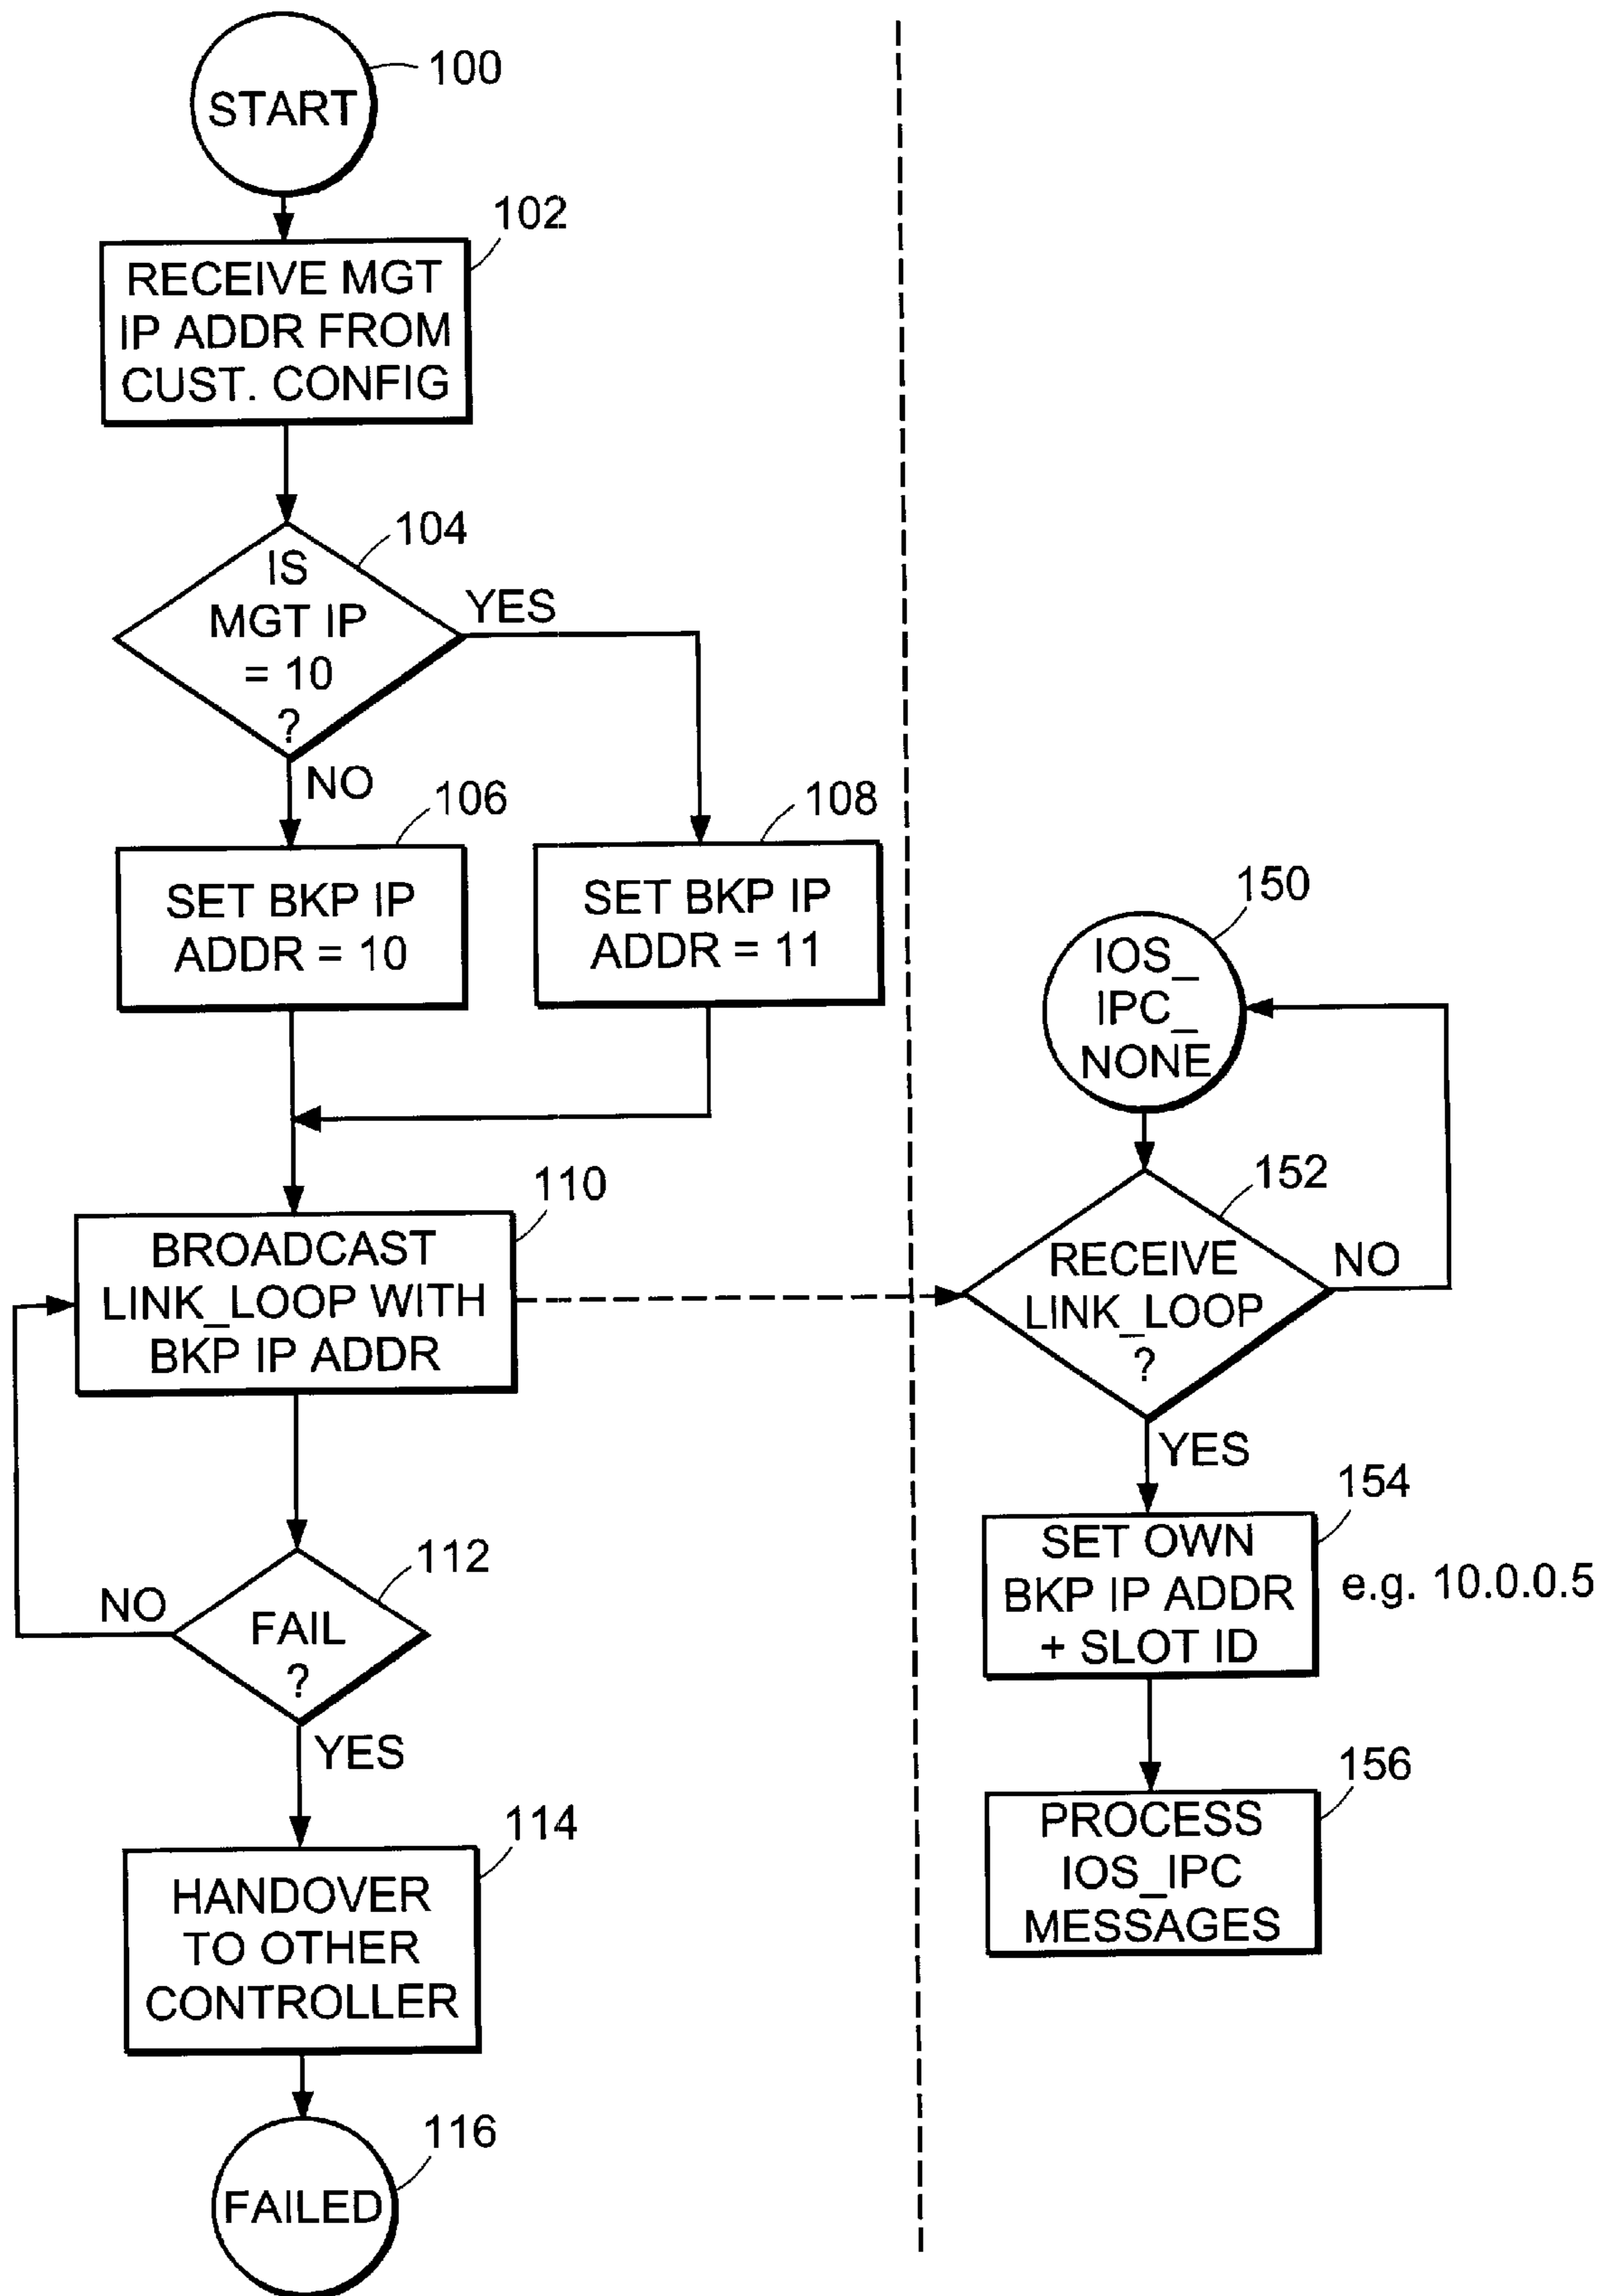 100
START
102
RECEIVE MGT
IP ADDR FROM
CUST. CONFIG
104
IS
MGT IP
= 10
?
YES
NO
106
SET BKP IP
ADDR = 10
108
SET BKP IP
ADDR = 11
110
BROADCAST
LINK_LOOP WITH
BKP IP ADDR
112
NO
FAIL
?
YES
114
HANDOVER
TO OTHER
CONTROLLER
116
FAILED
150
IOS_
IPC_
NONE
152
RECEIVE
LINK_LOOP
?
NO
YES
154
SET OWN
BKP IP ADDR
+ SLOT ID
e.g. 10.0.0.5
156
PROCESS
IOS_IPC
MESSAGES